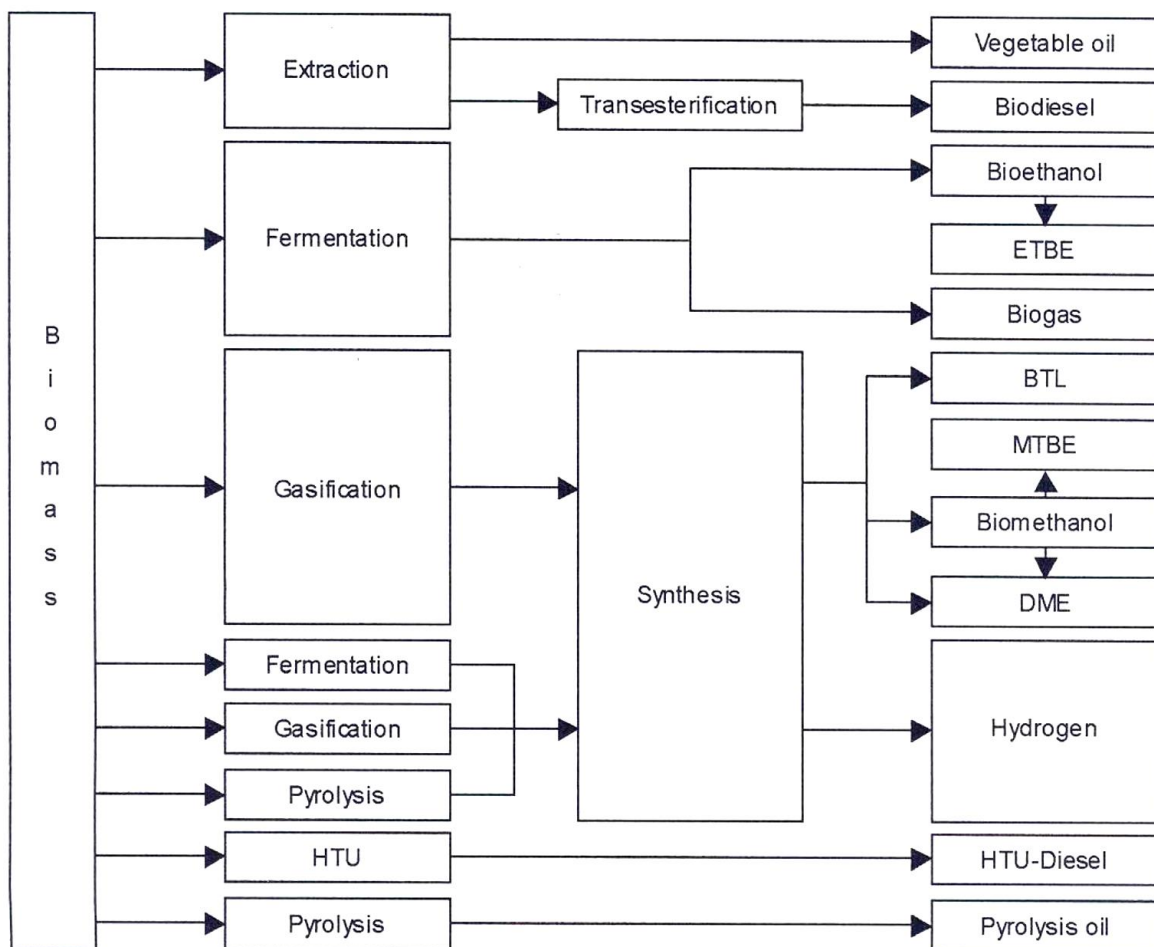 Biomass
Extraction
Vegetable oil
Transesterification
Biodiesel
Fermentation
Bioethanol
ETBE
Biogas
Gasification
Synthesis
BTL
MTBE
Biomethanol
DME
Fermentation
Gasification
Pyrolysis
Hydrogen
HTU
HTU-Diesel
Pyrolysis
Pyrolysis oil